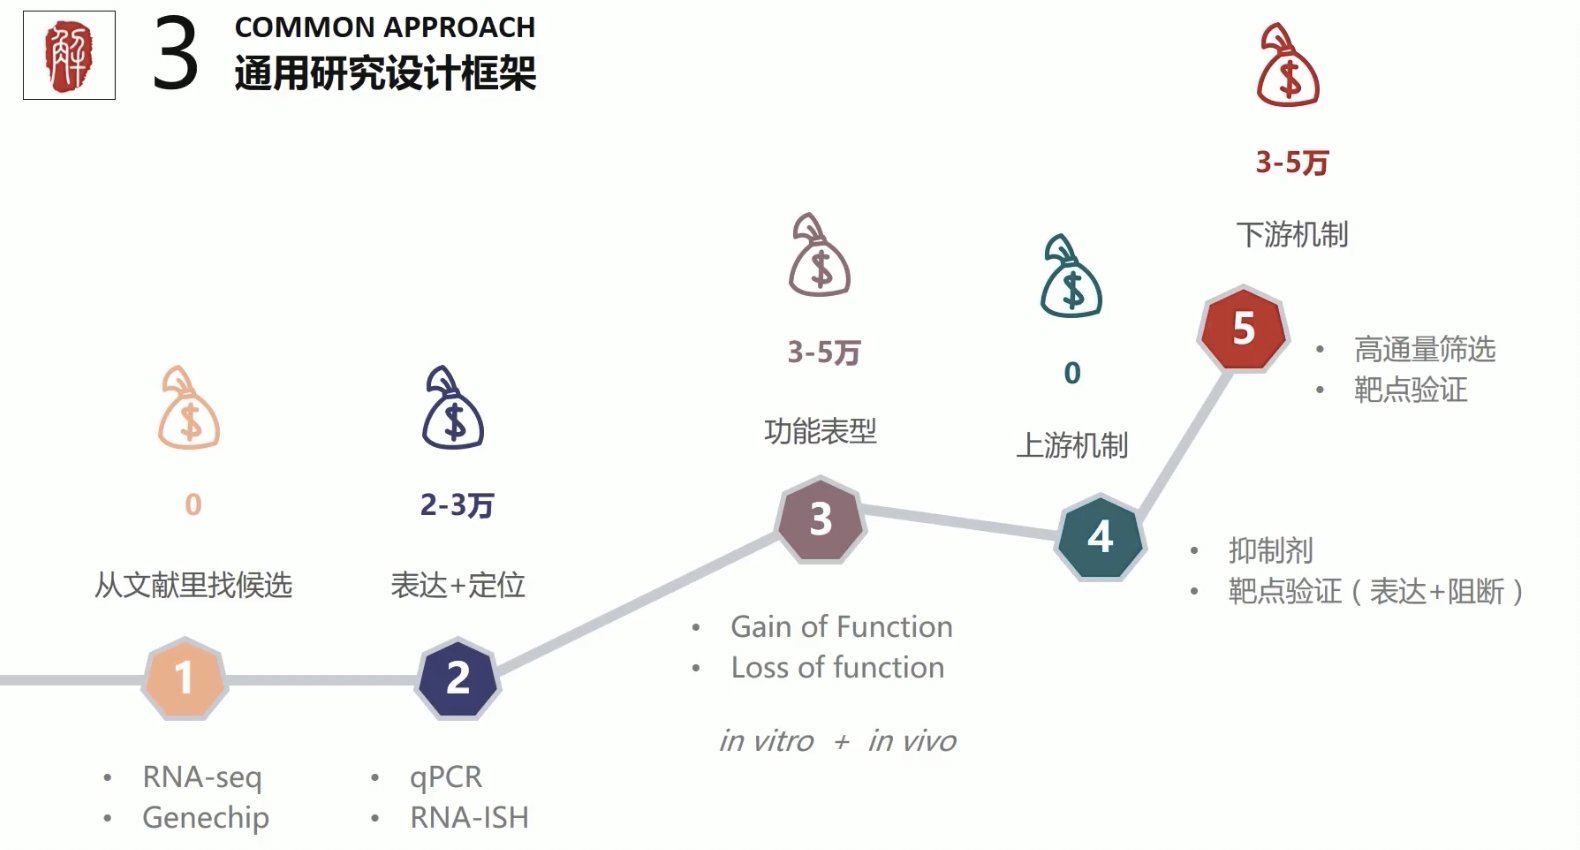 解
3
COMMON APPROACH
通用研究设计框架
0
从文献里找候选
1
• RNA-seq
• Genechip
2-3万
表达+定位
2
• qPCR
• RNA-ISH
3-5万
功能表型
3
• Gain of Function
• Loss of function
in vitro + in vivo
0
上游机制
4
• 抑制剂
• 靶点验证（表达+阻断）
3-5万
下游机制
5
• 高通量筛选
• 靶点验证